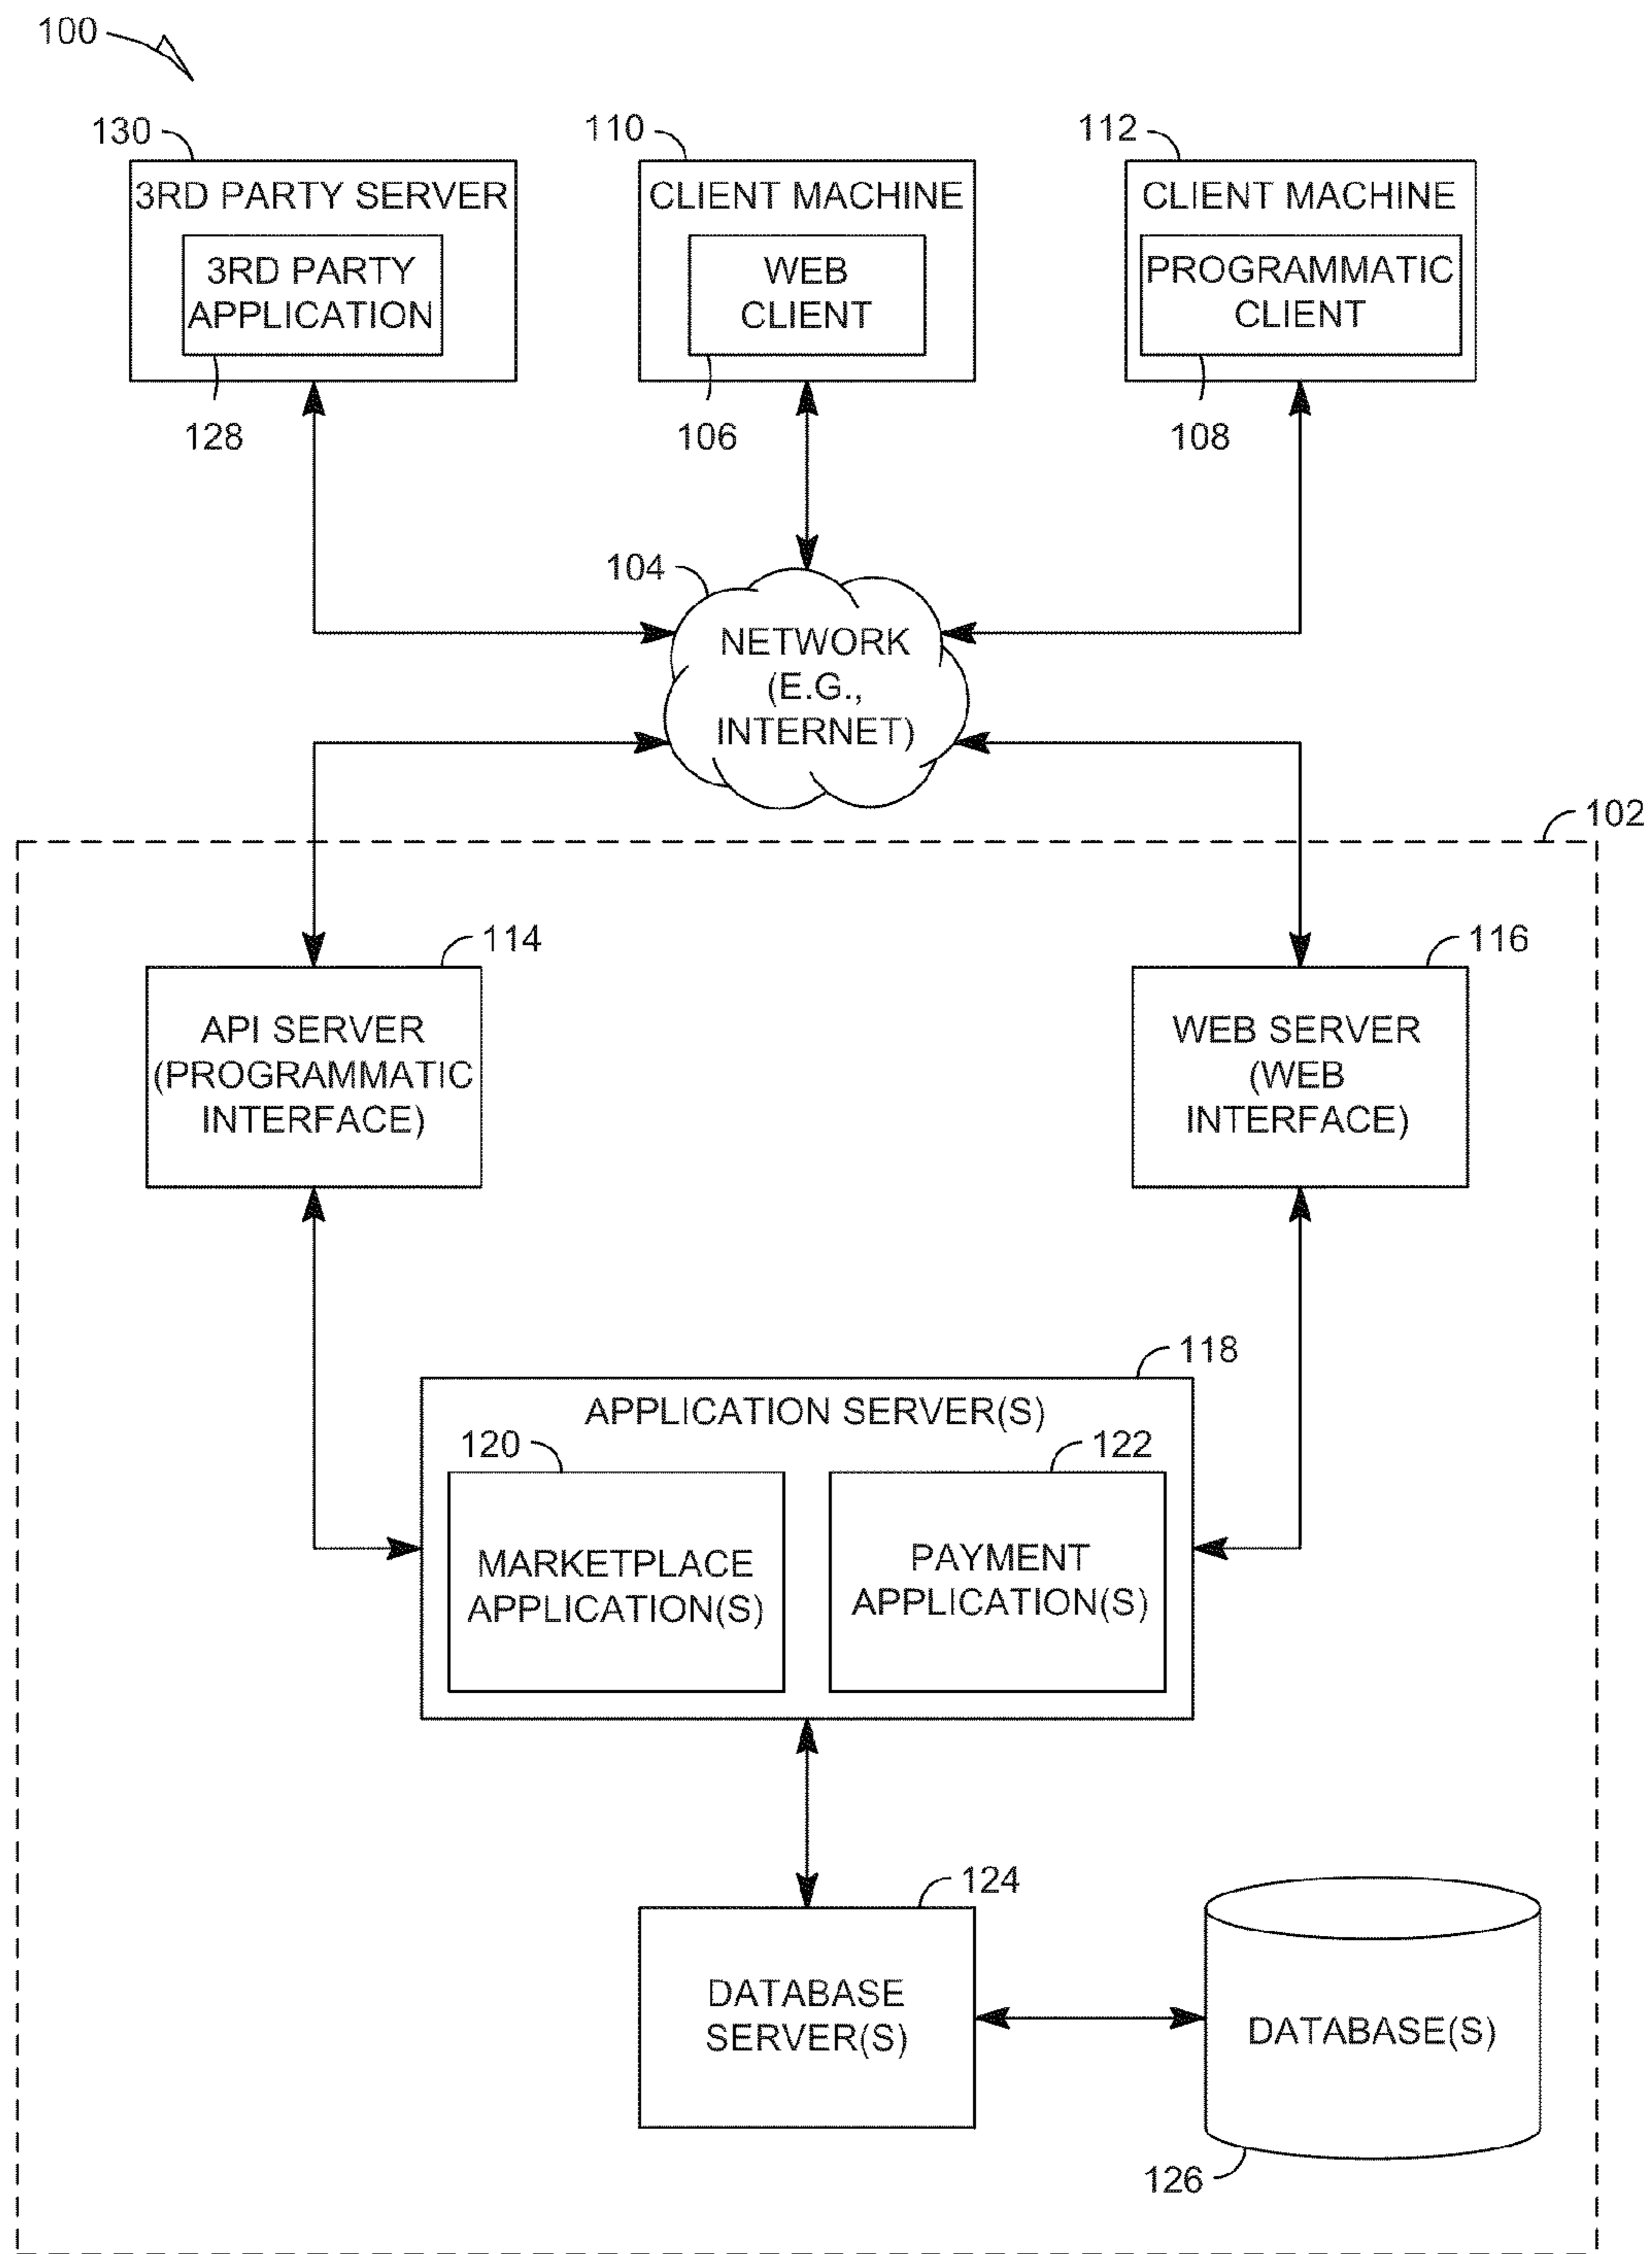 100
130
3RD PARTY SERVER
3RD PARTY
APPLICATION
128
110
CLIENT MACHINE
WEB
CLIENT
106
112
CLIENT MACHINE
PROGRAMMATIC
CLIENT
108
104
NETWORK
(E.G.,
INTERNET)
102
114
API SERVER
(PROGRAMMATIC
INTERFACE)
116
WEB SERVER
(WEB
INTERFACE)
118
APPLICATION SERVER(S)
120
MARKETPLACE
APPLICATION(S)
122
PAYMENT
APPLICATION(S)
124
DATABASE
SERVER(S)
DATABASE(S)
126